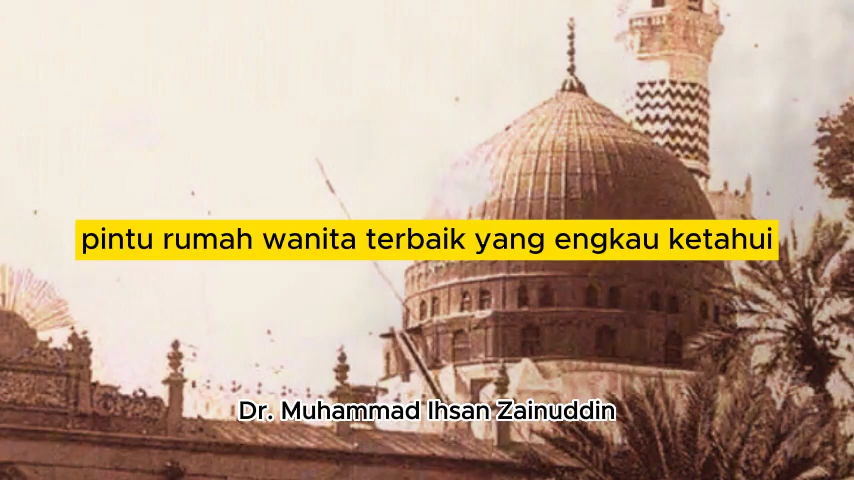 pintu rumah wanita terbaik yang engkau ketahui
Dr. Muhammad Ihsan Zainuddin